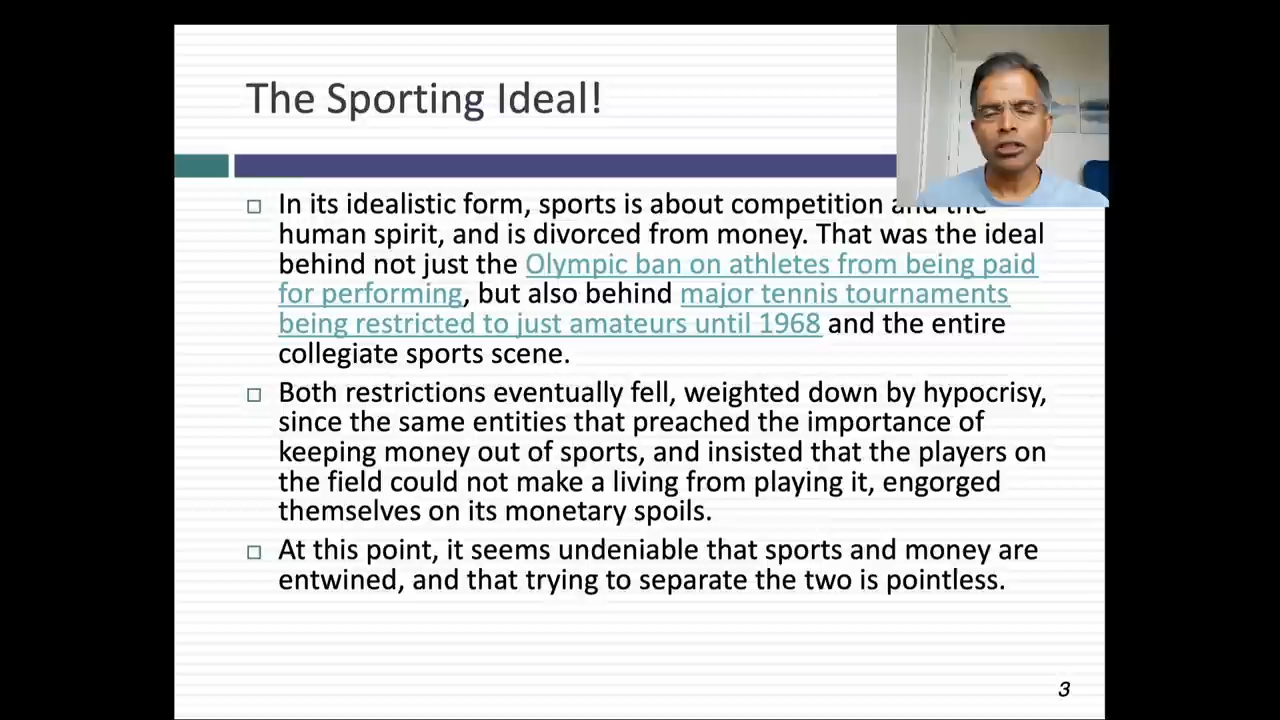 The Sporting Ideal!
In its idealistic form, sports is about competition and the
human spirit, and is divorced from money. That was the ideal
behind not just the Olympic ban on athletes from being paid
for performing, but also behind major tennis tournaments
being restricted to just amateurs until 1968 and the entire
collegiate sports scene.
Both restrictions eventually fell, weighted down by hypocrisy,
since the same entities that preached the importance of
keeping money out of sports, and insisted that the players on
the field could not make a living from playing it, engorged
themselves on its monetary spoils.
At this point, it seems undeniable that sports and money are
entwined, and that trying to separate the two is pointless.
3